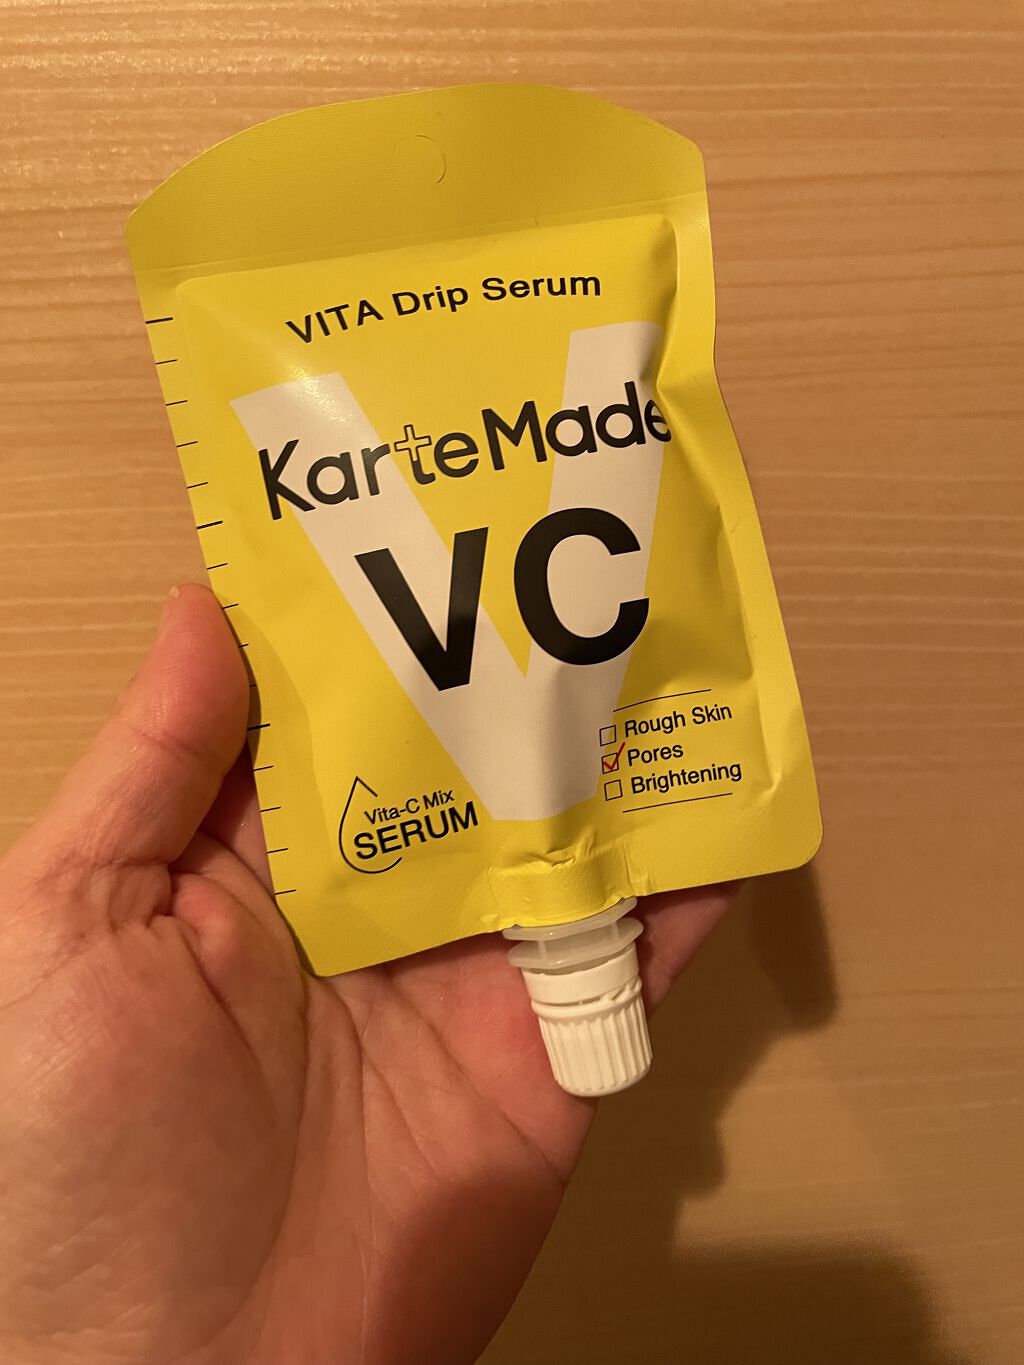 VITA Drip Serum
KarteMade
VC
Rough Skin
Pores
Brightening
Vita-C Mix
SERUM